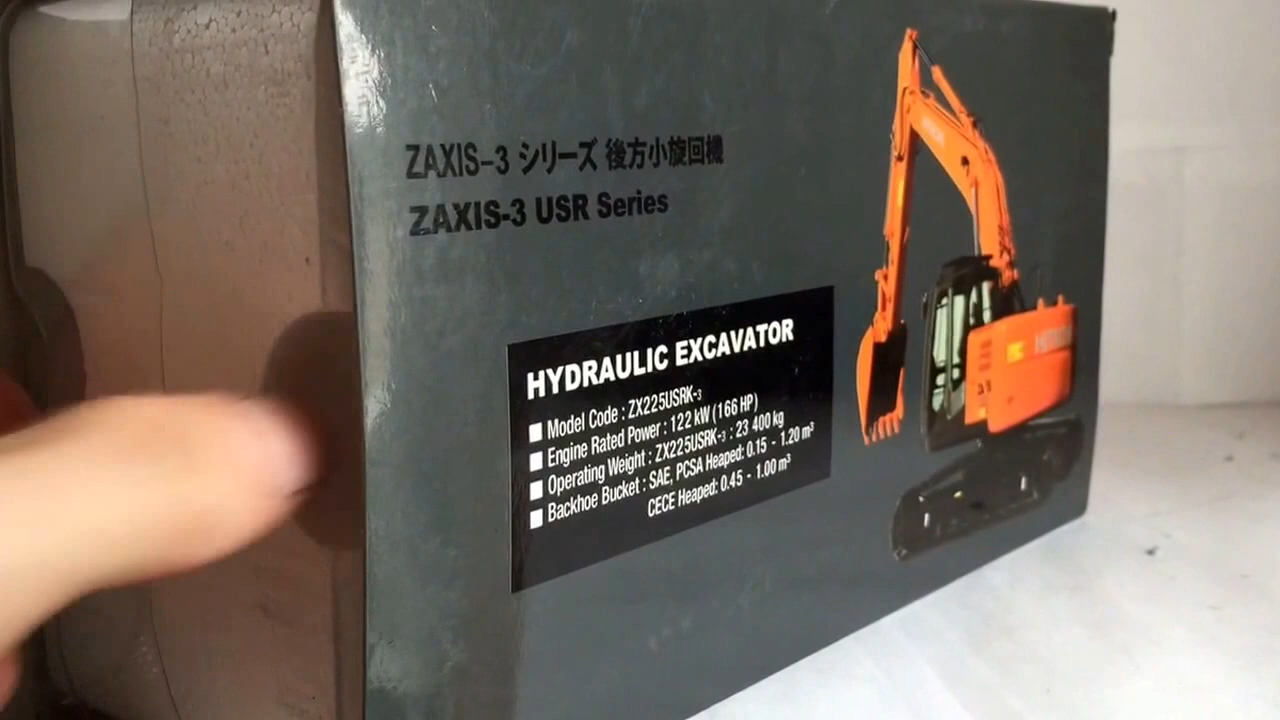 ZAXIS-3 シリーズ 後方小旋回機
ZAXIS-3 USR Series
HYDRAULIC EXCAVATOR
Model Code : ZX225USRK-3
Engine Rated Power : 122 kW (166 HP)
Operating Weight : ZX225USRK-3 : 23 400 kg
Backhoe Bucket : SAE, PCSA Heaped: 0.15 - 1.20 m³
CECE Heaped: 0.45 - 1.00 m³
HITACHI
HITACHI